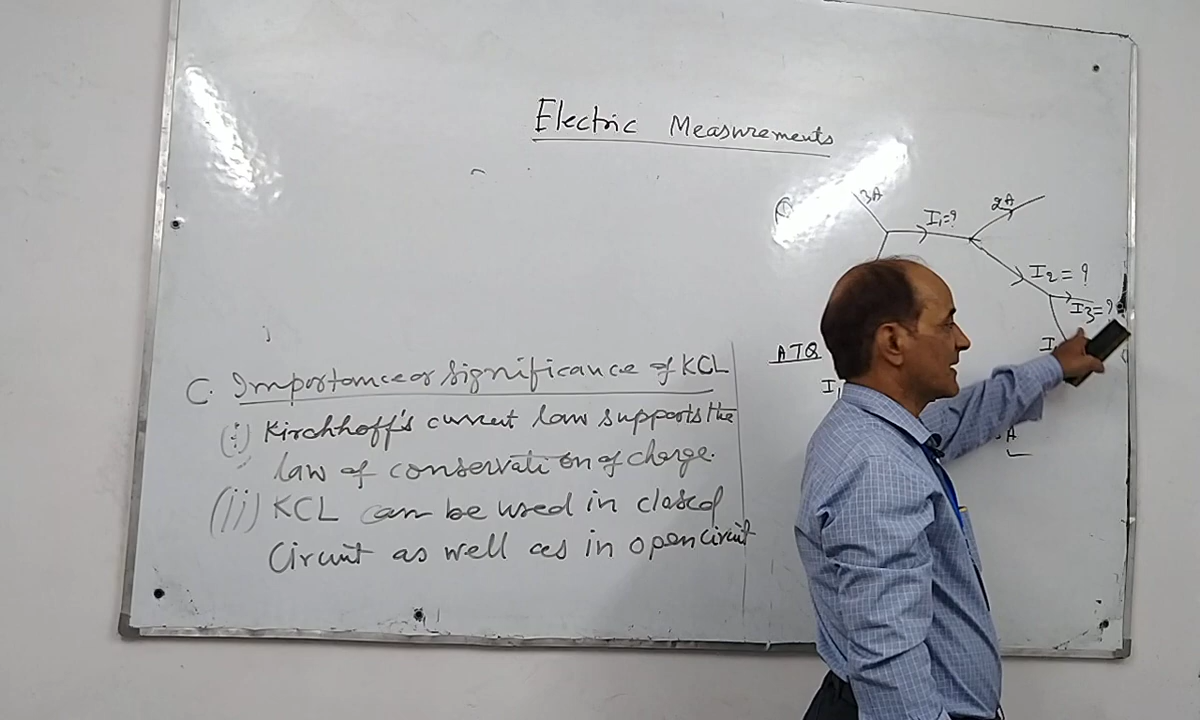 Electric Measurements
3A
I₁=?
2A
I₂ = ?
I₃=?
ATQ
I₁
A
C. Importance or Significance of KCL
(i) Kirchhoff's current law supports the
law of conservation of charge.
(ii) KCL can be used in closed
Circuit as well as in open circuit